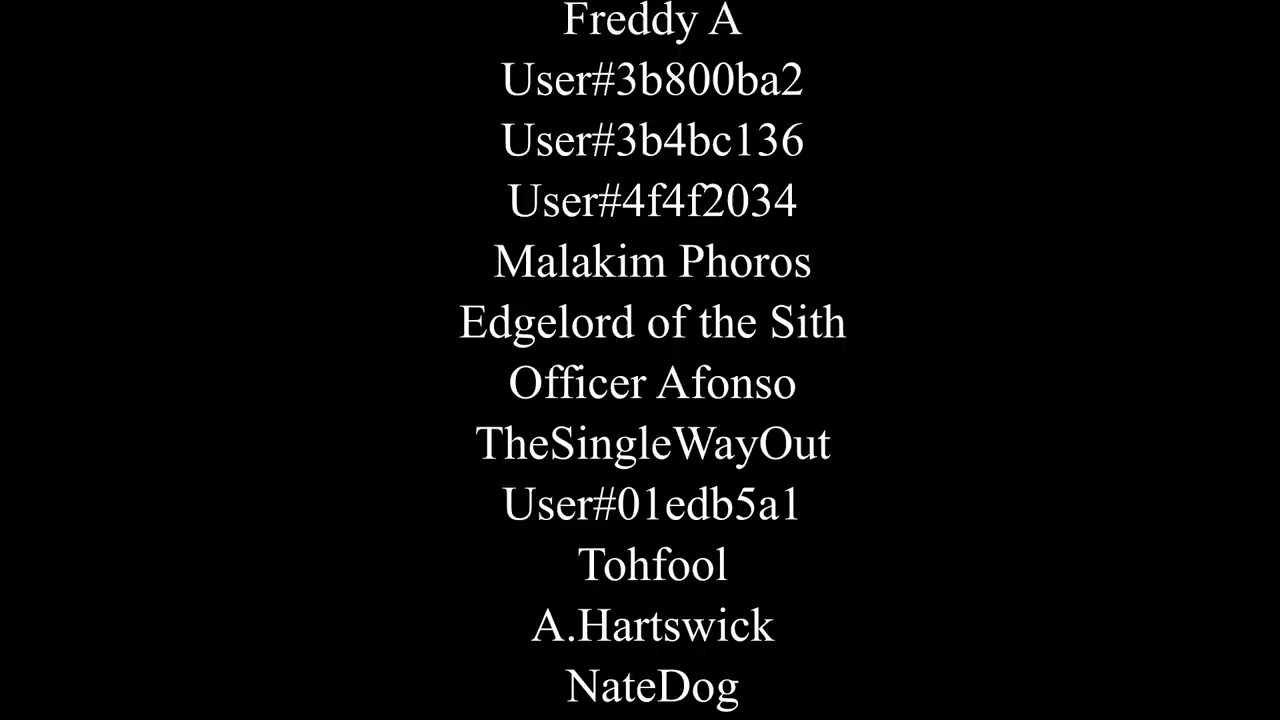 Freddy A
User#3b800ba2
User#3b4bc136
User#4f4f2034
Malakim Phoros
Edgelord of the Sith
Officer Afonso
TheSingleWayOut
User#01edb5a1
Tohfool
A.Hartswick
NateDog